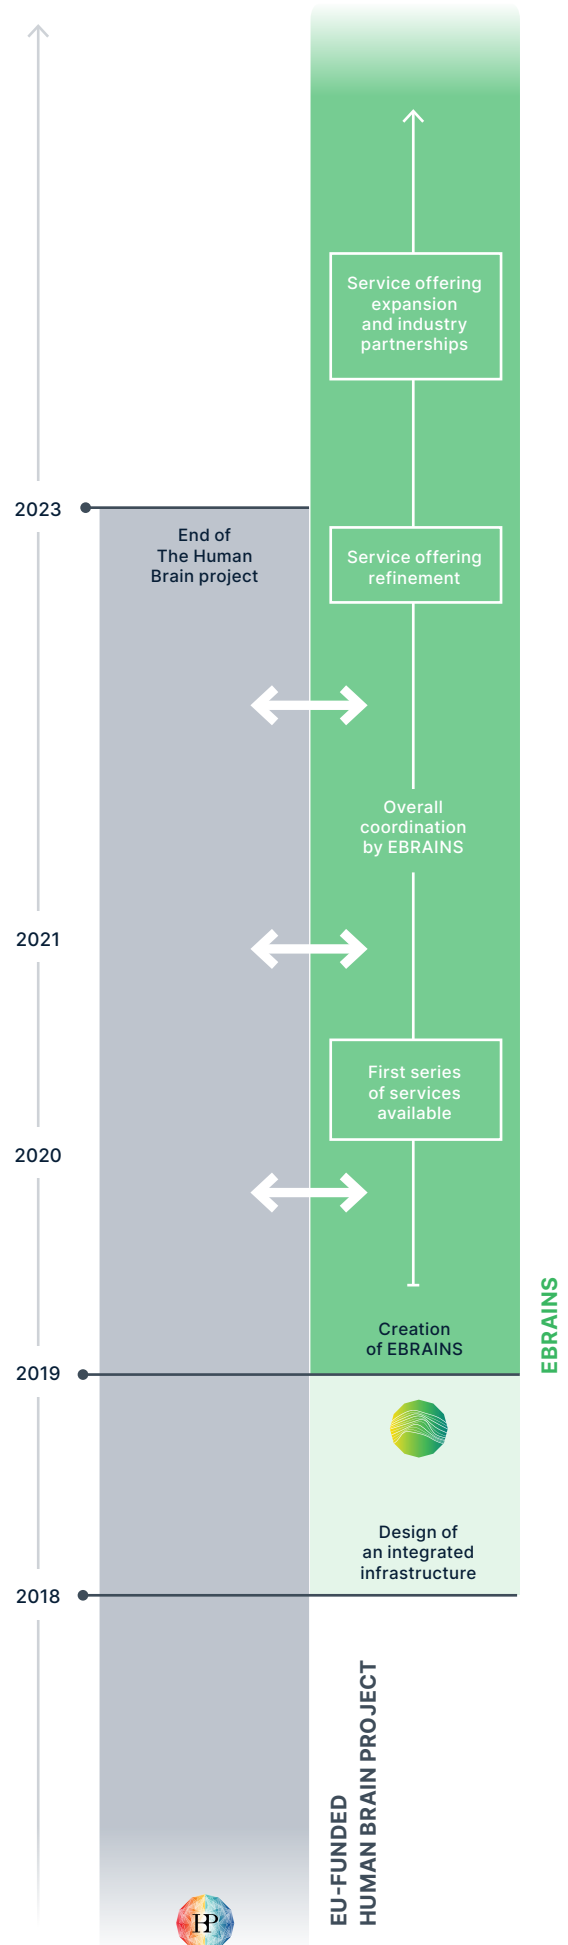 Service offering
expansion
and industry
partnerships
2023
End of
The Human
Brain project
Service offering
refinement
Overall
coordination
by EBRAINS
2021
First series
of services
available
2020
EBRAINS
Creation
of EBRAINS
2019
Design of
an integrated
infrastructure
2018
EU-FUNDED
HUMAN BRAIN PROJECT
HP